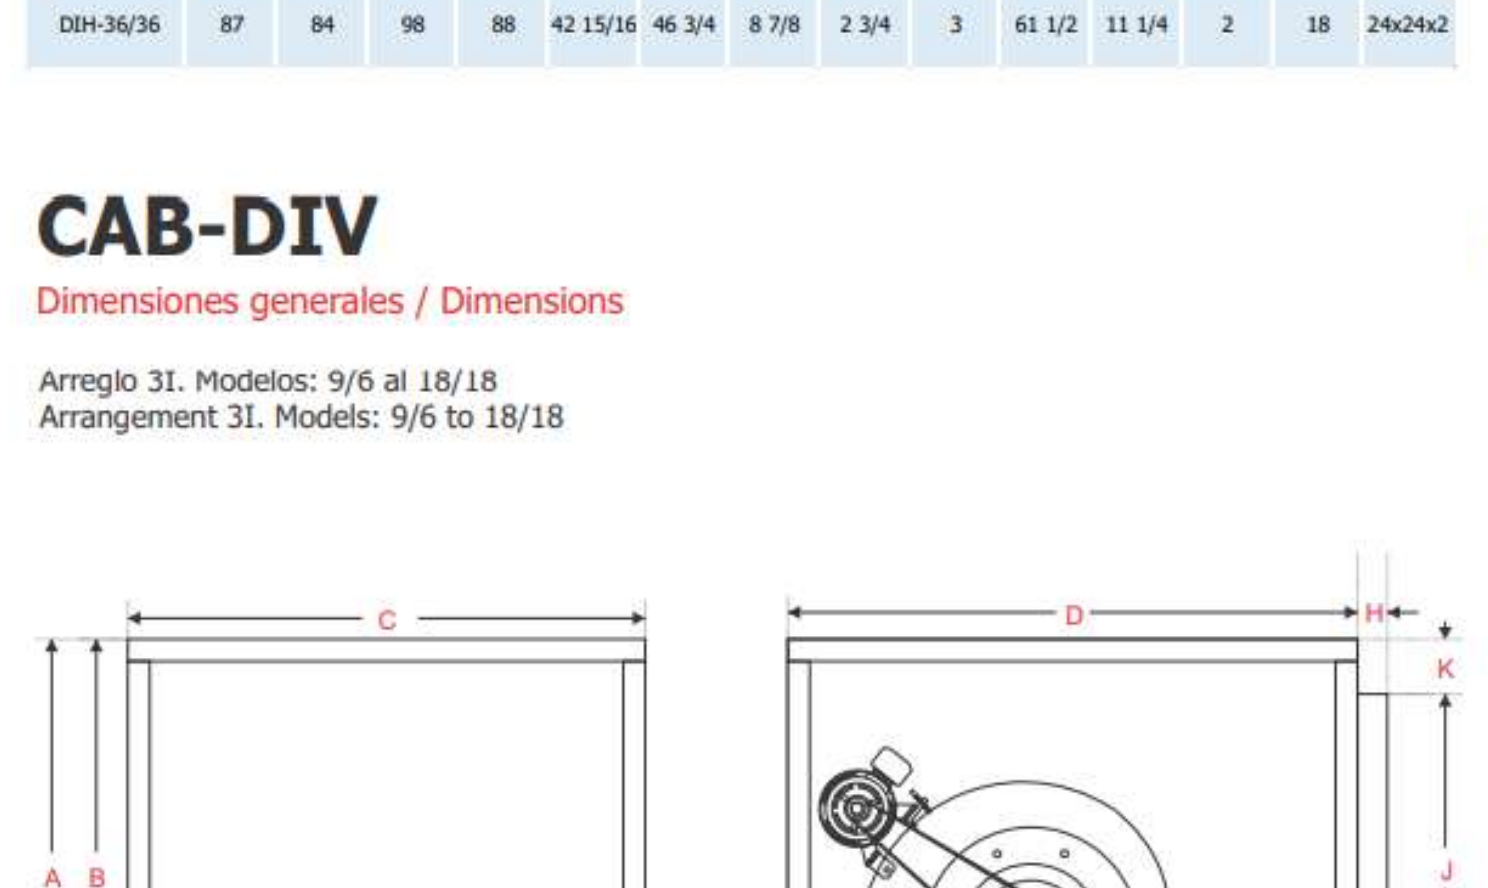 DIH-36/36 87 84 98 88 42 15/16 46 3/4 8 7/8 2 3/4 3 61 1/2 11 1/4 2 18 24x24x2
CAB-DIV
Dimensiones generales / Dimensions
Arreglo 3I. Modelos: 9/6 al 18/18
Arrangement 3I. Models: 9/6 to 18/18
C D H
K
A B J